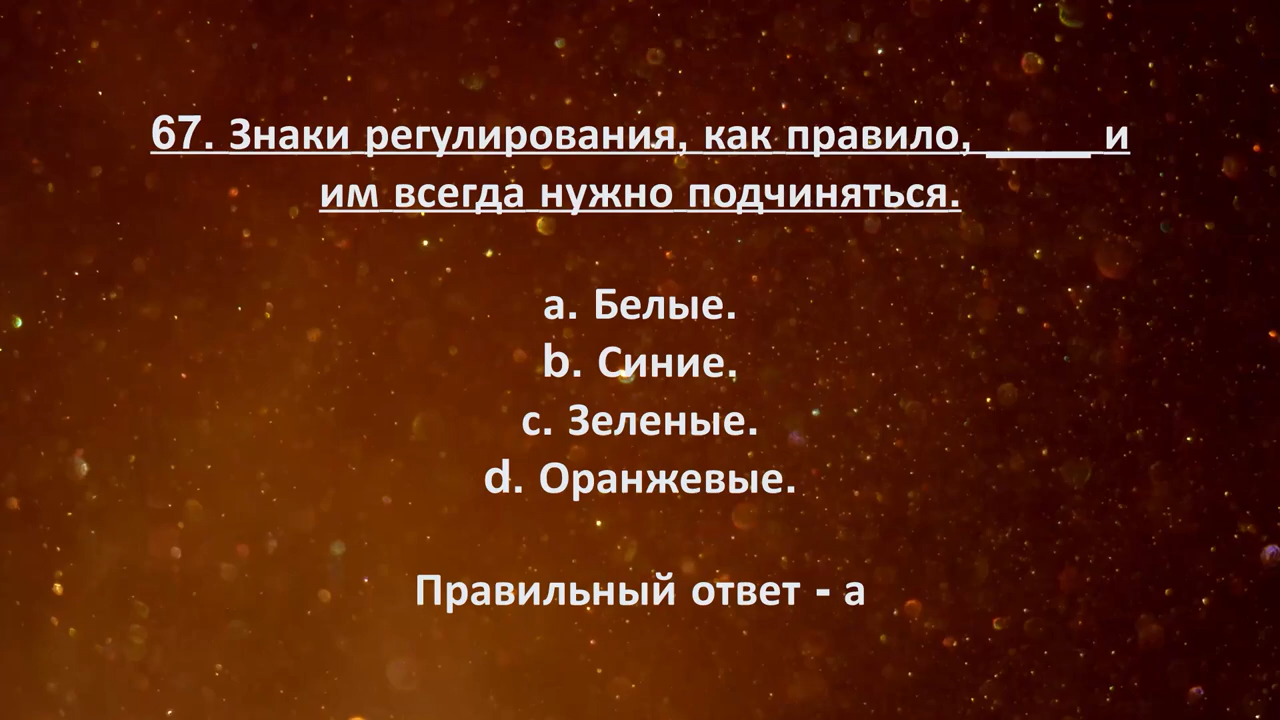 67. Знаки регулирования, как правило, _____ и
им всегда нужно подчиняться.
a. Белые.
b. Синие.
c. Зеленые.
d. Оранжевые.
Правильный ответ - a